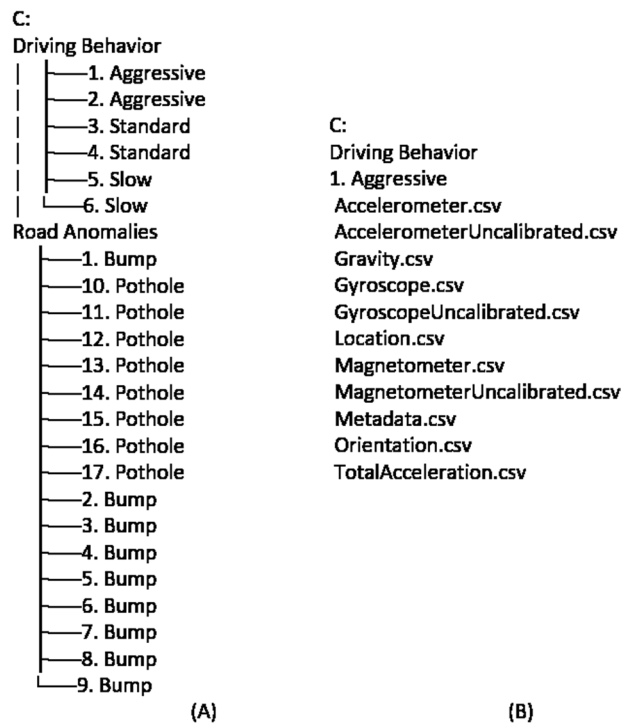 C:
Driving Behavior
1. Aggressive
2. Aggressive
3. Standard
4. Standard
5. Slow
6. Slow
Road Anomalies
1. Bump
10. Pothole
11. Pothole
12. Pothole
13. Pothole
14. Pothole
15. Pothole
16. Pothole
17. Pothole
2. Bump
3. Bump
4. Bump
5. Bump
6. Bump
7. Bump
8. Bump
9. Bump
(A)
C:
Driving Behavior
1. Aggressive
Accelerometer.csv
AccelerometerUncalibrated.csv
Gravity.csv
Gyroscope.csv
GyroscopeUncalibrated.csv
Location.csv
Magnetometer.csv
MagnetometerUncalibrated.csv
Metadata.csv
Orientation.csv
TotalAcceleration.csv
(B)